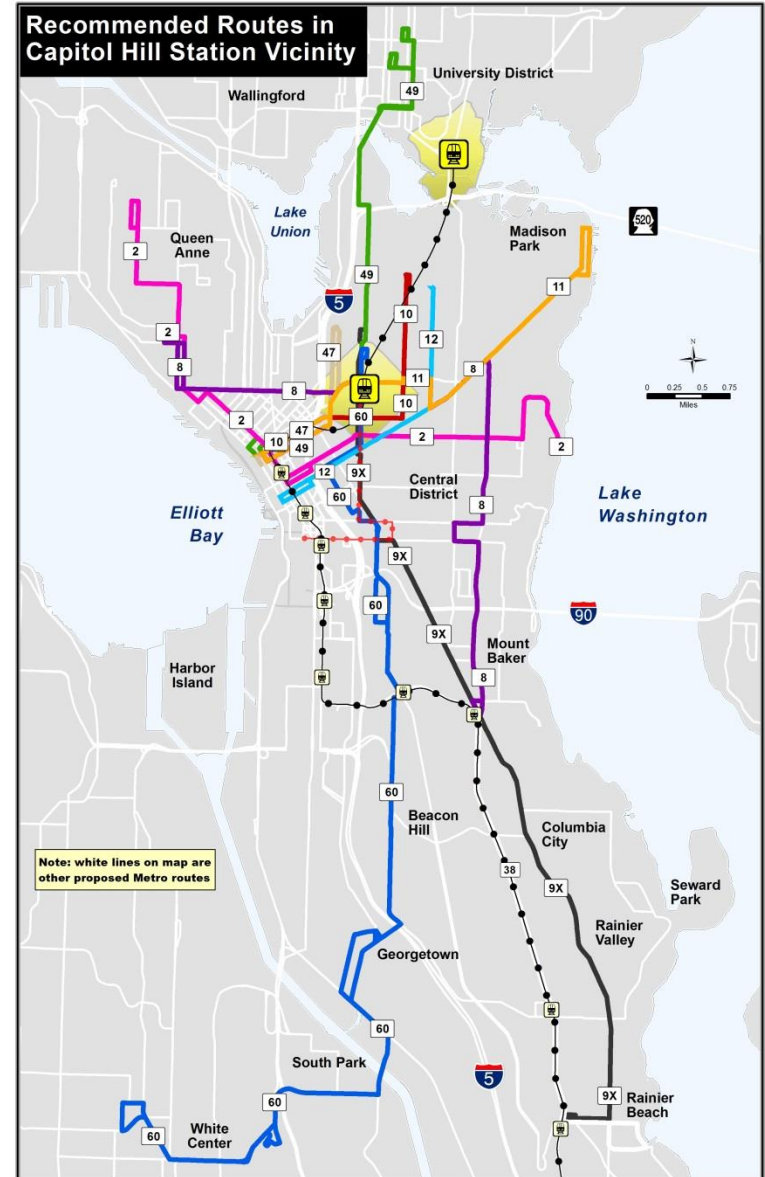 Recommended Routes in
Capitol Hill Station Vicinity
University District
49
Wallingford
520
Lake
Union
Madison
Park
2
Queen
Anne
49
11
5
10
2
47
12
8
8
11
8
10
60
2
47
10
49
2
2
12
9X
60
Central
District
8
Lake
Washington
Elliott
Bay
9X
60
90
9X
Mount
Baker
Harbor
Island
8
60
Beacon
Hill
Columbia
City
Note: white lines on map are
other proposed Metro routes
38
9X
Seward
Park
Rainier
Valley
Georgetown
60
South Park
5
60
9X
Rainier
Beach
60
White
Center
N
0 0.25 0.5 0.75
Miles